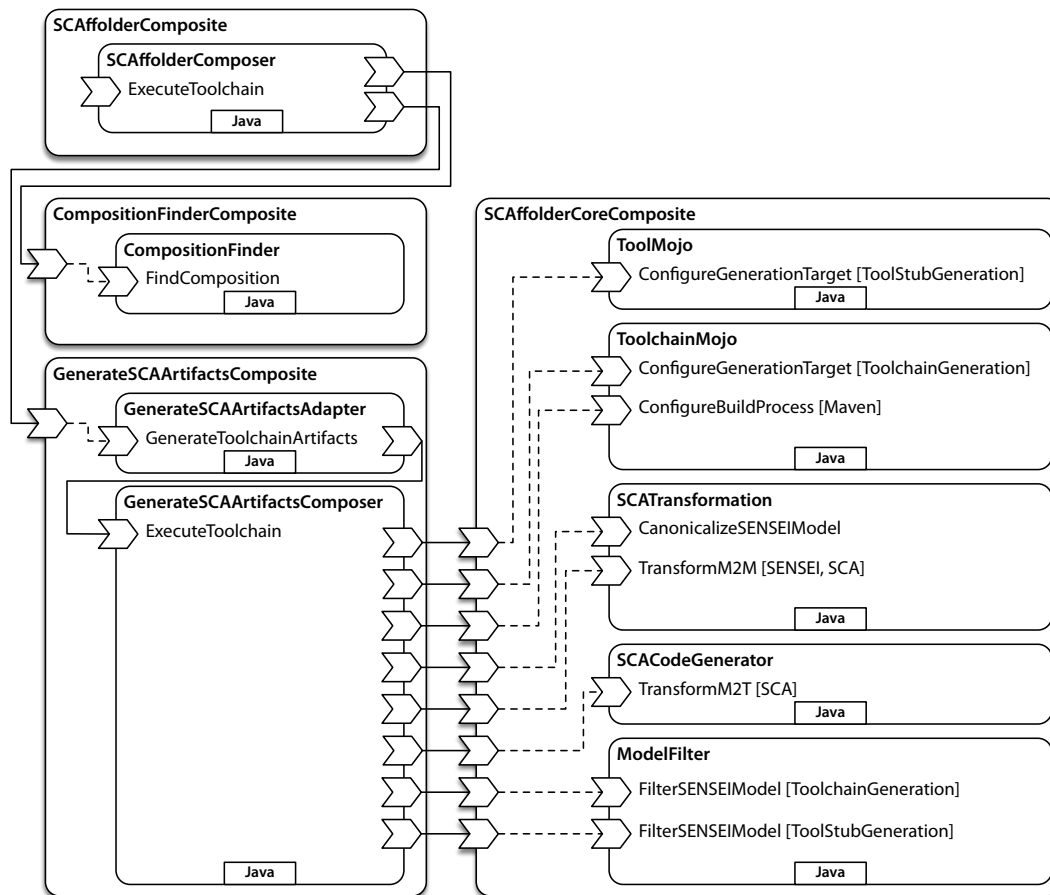 SCAffolderComposite
SCAffolderComposer
ExecuteToolchain
Java
CompositionFinderComposite
CompositionFinder
FindComposition
Java
GenerateSCAArtifactsComposite
GenerateSCAArtifactsAdapter
GenerateToolchainArtifacts
Java
GenerateSCAArtifactsComposer
ExecuteToolchain
Java
SCAffolderCoreComposite
ToolMojo
ConfigureGenerationTarget [ToolStubGeneration]
Java
ToolchainMojo
ConfigureGenerationTarget [ToolchainGeneration]
ConfigureBuildProcess [Maven]
Java
SCATransformation
CanonicalizeSENSEIModel
TransformM2M [SENSEI, SCA]
Java
SCACodeGenerator
TransformM2T [SCA]
Java
ModelFilter
FilterSENSEIModel [ToolchainGeneration]
FilterSENSEIModel [ToolStubGeneration]
Java